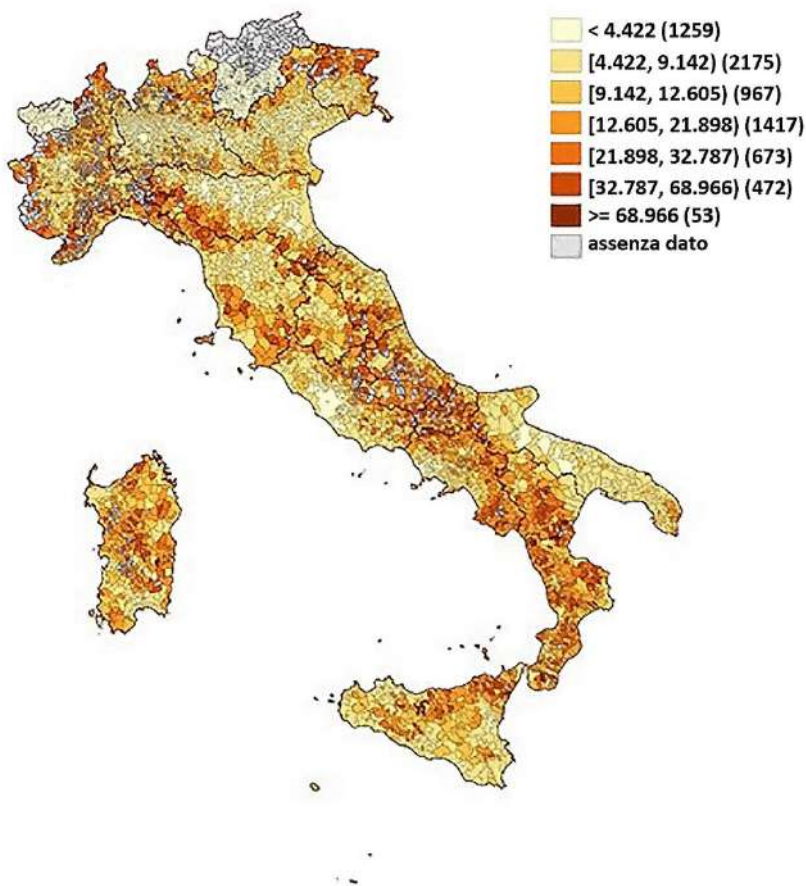 < 4.422 (1259)
[4.422, 9.142) (2175)
[9.142, 12.605) (967)
[12.605, 21.898) (1417)
[21.898, 32.787) (673)
[32.787, 68.966) (472)
>= 68.966 (53)
assenza dato